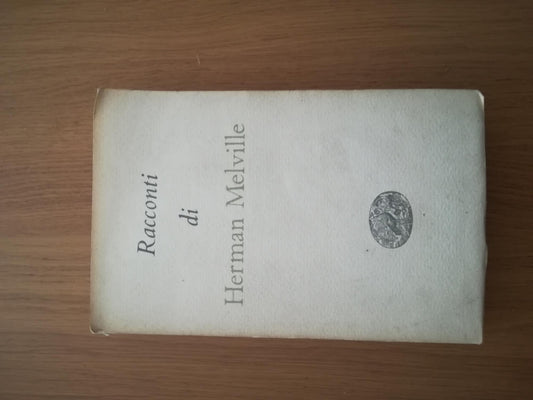 Racconti
di
Herman Melville